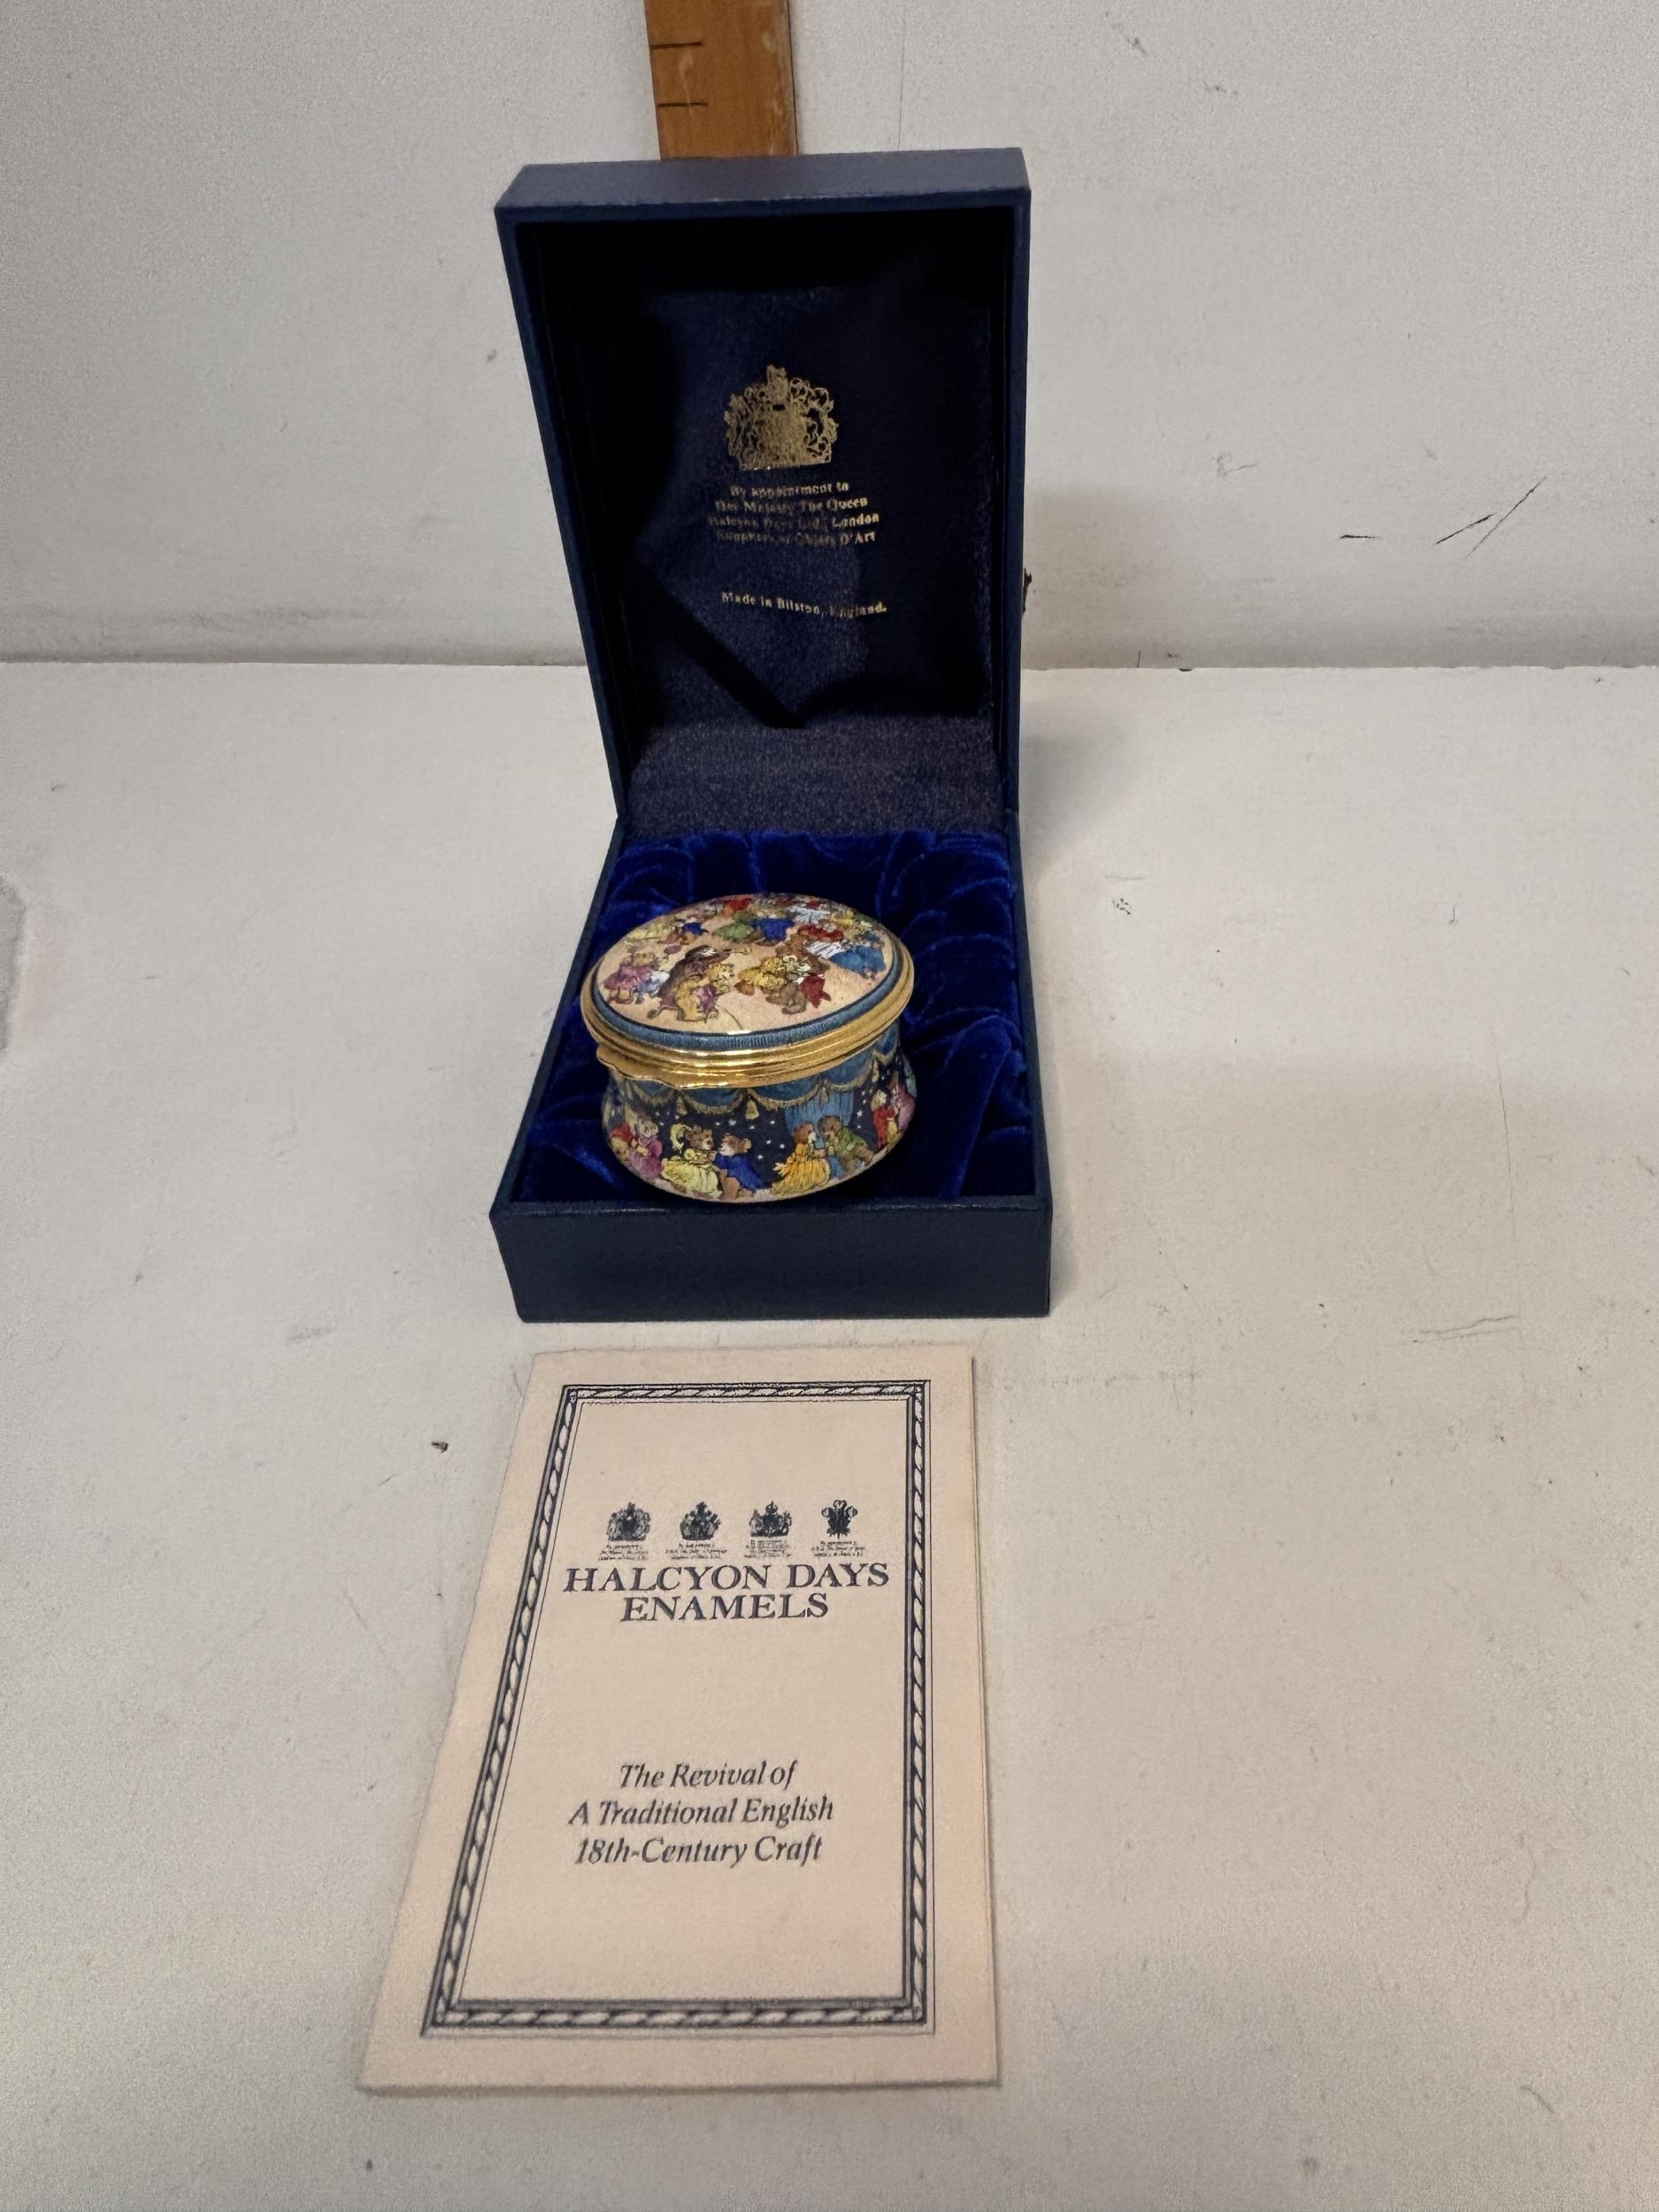 By appointment to
Her Majesty The Queen
Halcyon Days Ltd., London
Suppliers of Objets D'Art
Made in Bilston, England.
HALCYON DAYS
ENAMELS
The Revival of
A Traditional English
18th-Century Craft